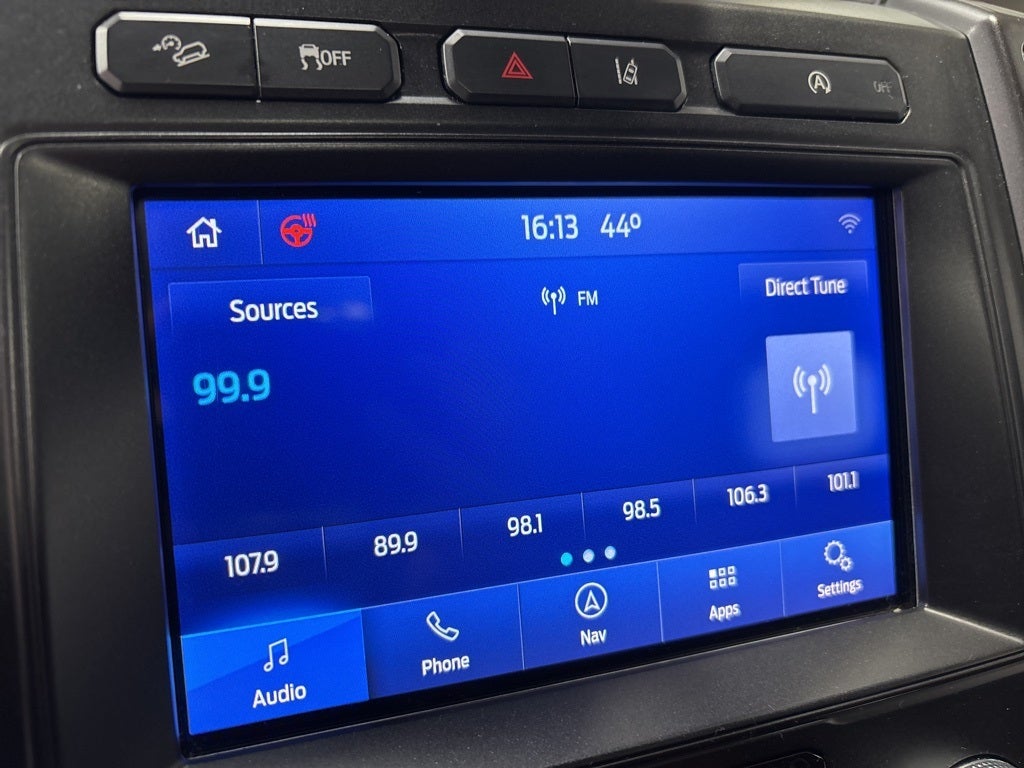 OFF
A OFF
16:13 44º
Sources
FM
Direct Tune
99.9
107.9 89.9 98.1 98.5 106.3 101.1
Audio Phone Nav Apps Settings